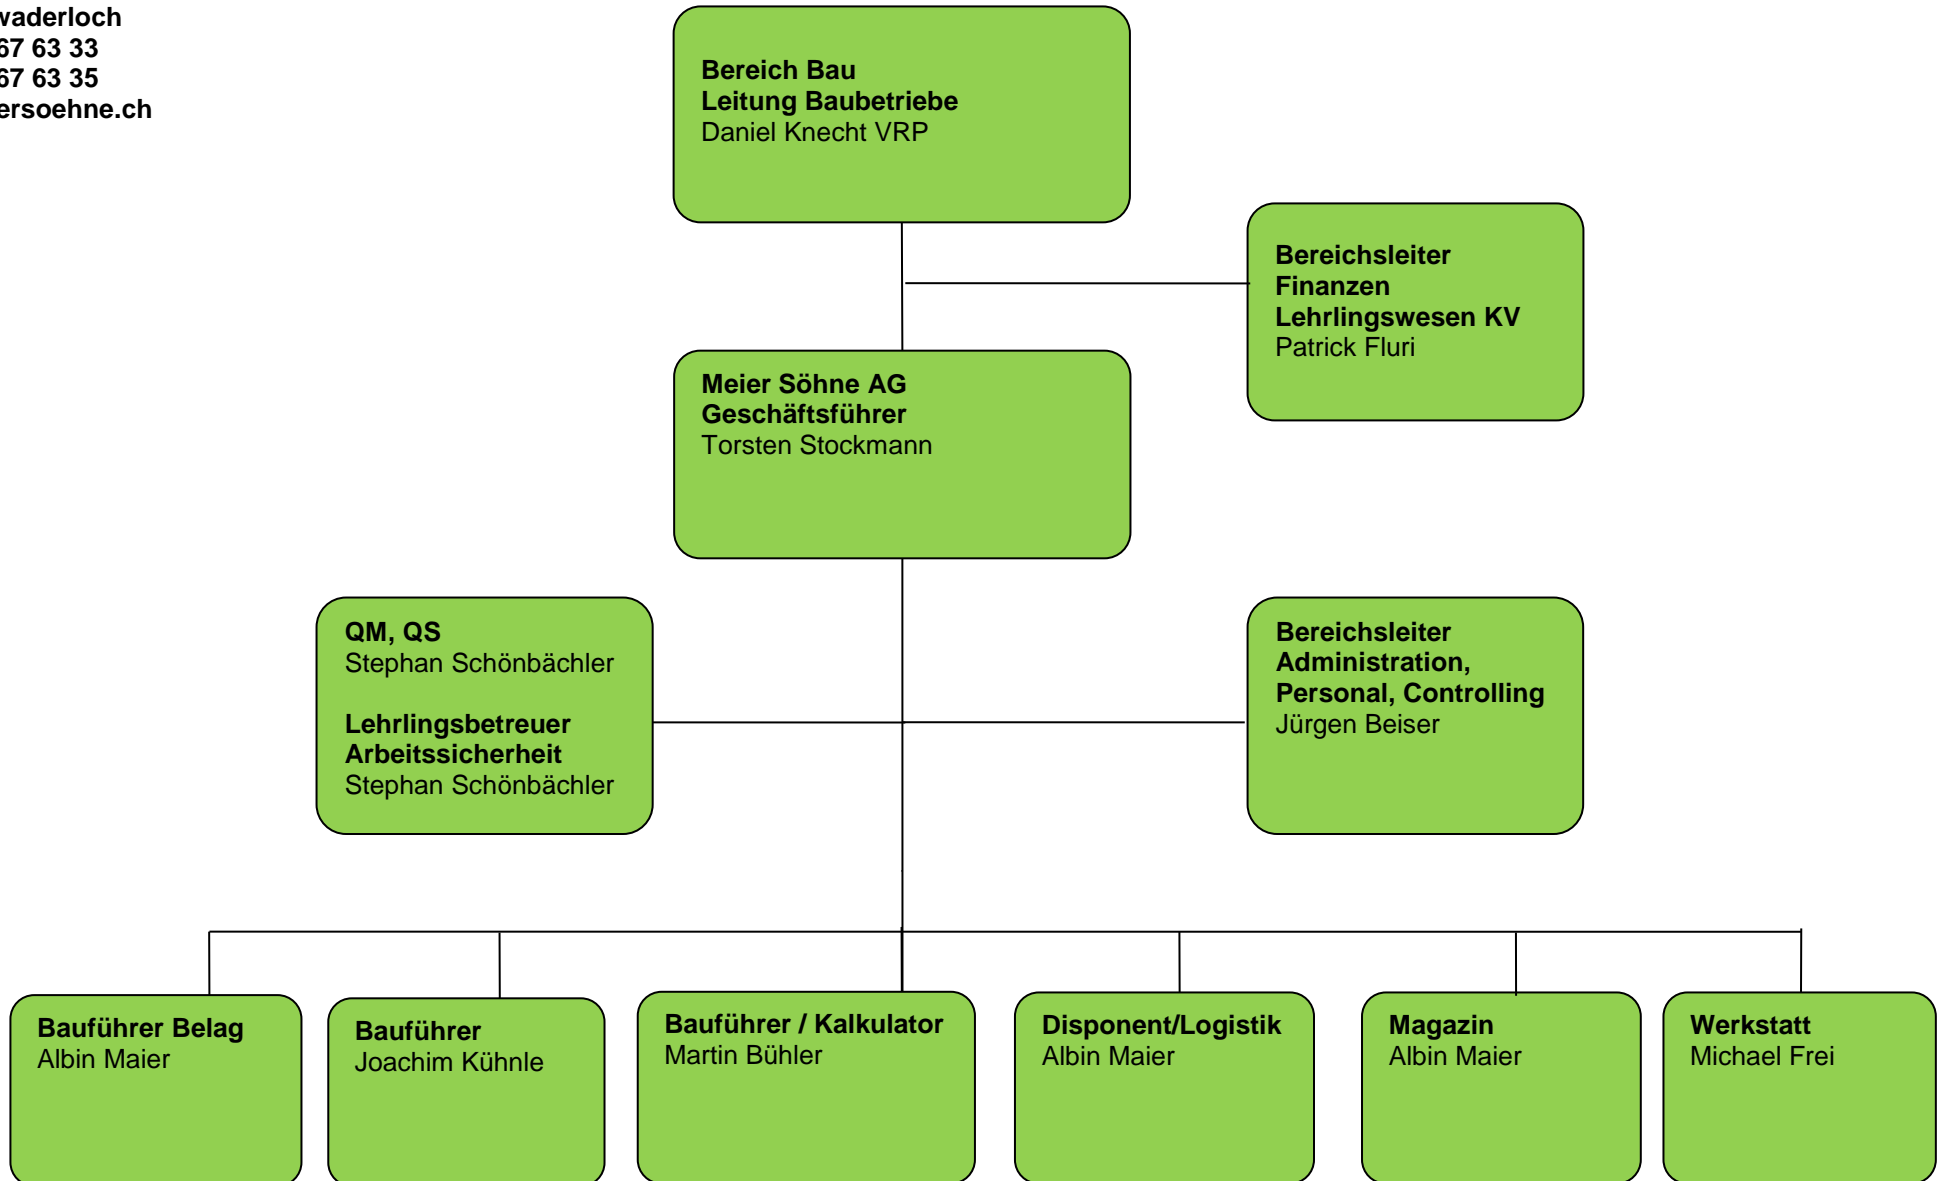 waderloch
67 63 33
67 63 35
ersoehne.ch
Bereich Bau
Leitung Baubetriebe
Daniel Knecht VRP
Bereichsleiter
Finanzen
Lehrlingswesen KV
Patrick Fluri
Meier Söhne AG
Geschäftsführer
Torsten Stockmann
QM, QS
Stephan Schönbächler
Lehrlingsbetreuer
Arbeitssicherheit
Stephan Schönbächler
Bereichsleiter
Administration,
Personal, Controlling
Jürgen Beiser
Bauführer Belag
Albin Maier
Bauführer
Joachim Kühnle
Bauführer / Kalkulator
Martin Bühler
Disponent/Logistik
Albin Maier
Magazin
Albin Maier
Werkstatt
Michael Frei